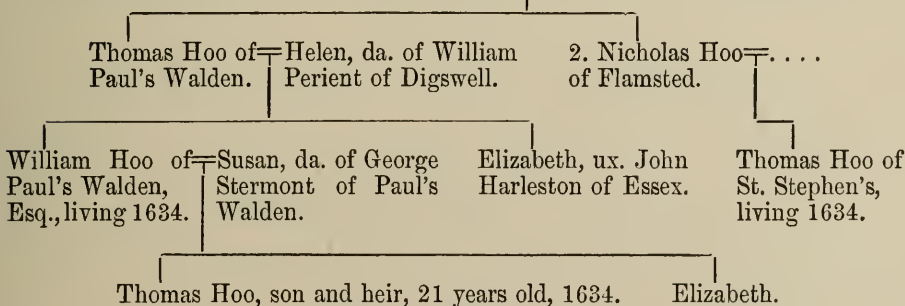 Thomas Hoo of=Helen, da. of William    2. Nicholas Hoo=....
Paul's Walden.    Perient of Digswell.    of Flamsted.
William Hoo of=Susan, da. of George    Elizabeth, ux. John    Thomas Hoo of
Paul's Walden,    Stermont of Paul's    Harleston of Essex.    St. Stephen's,
Esq., living 1634.    Walden.    living 1634.
Thomas Hoo, son and heir, 21 years old, 1634.    Elizabeth.